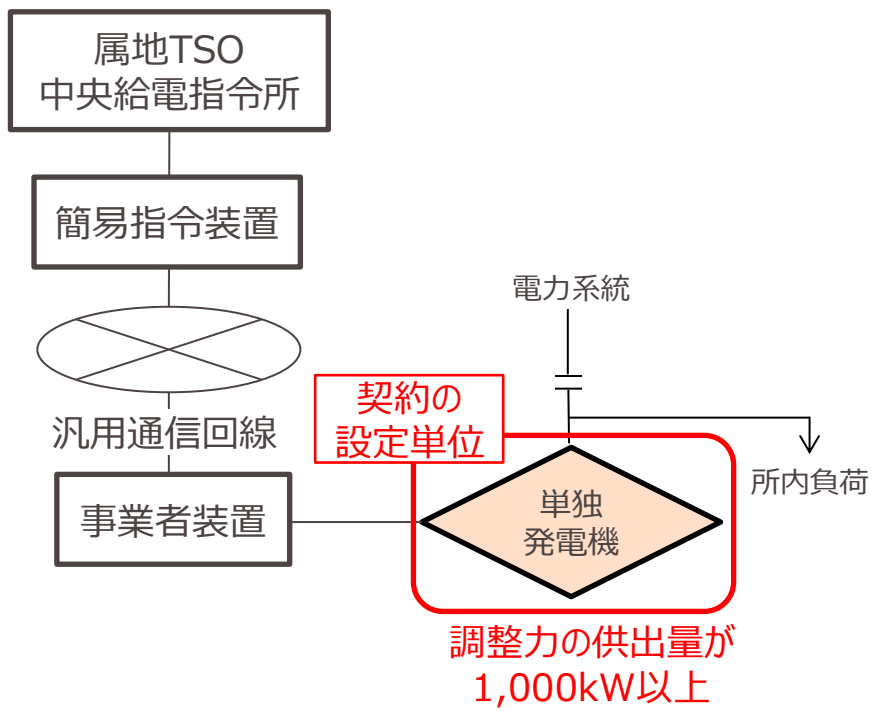 属地TSO
中央給電指令所
簡易指令装置
汎用通信回線
事業者装置
電力系統
契約の
設定単位
所内負荷
単独
発電機
調整力の供出量が
1,000kW以上